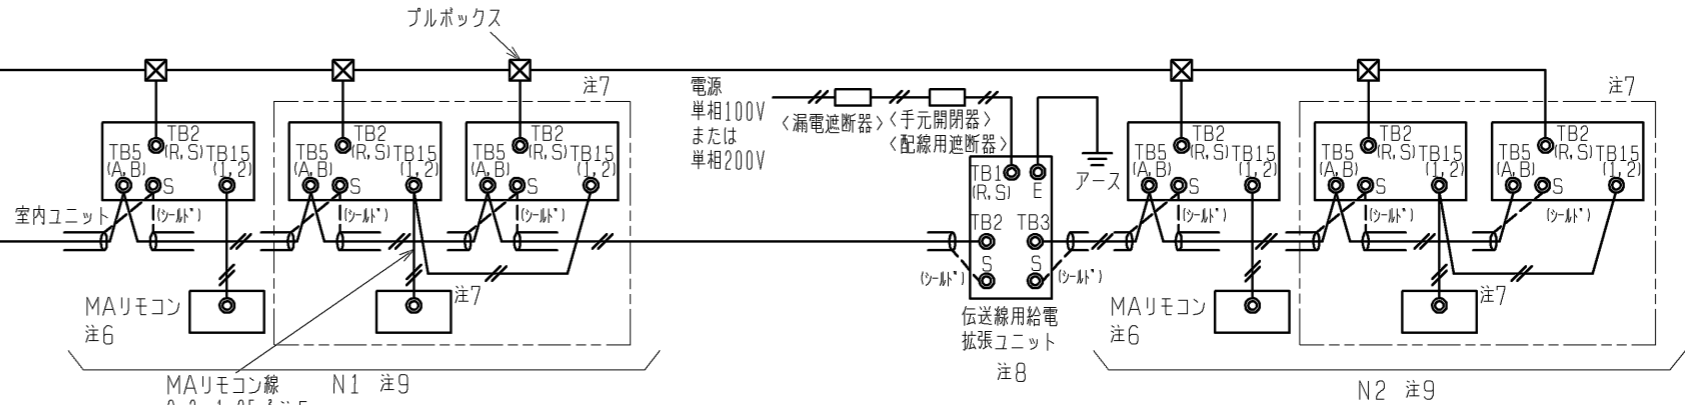 プルボックス
注7
電源
単相100V
または
単相200V
〈漏電遮断器〉
〈手元開閉器〉
〈配線用遮断器〉
アース
注7
TB2
(R,S)
TB5
(A,B)
S
TB15
(1,2)
TB2
(R,S)
TB5
(A,B)
S
TB15
(1,2)
TB2
(R,S)
TB5
(A,B)
S
TB15
(1,2)
TB1
(R,S)
E
TB2
TB3
S
S
TB2
(R,S)
TB5
(A,B)
S
TB15
(1,2)
TB2
(R,S)
TB5
(A,B)
S
TB15
(1,2)
TB2
(R,S)
TB5
(A,B)
S
TB15
(1,2)
室内ユニット
(シールド)
(シールド)
(シールド)
(シールド)
(シールド)
(シールド)
(シールド)
(シールド)
MAリモコン
注6
注7
伝送線用給電
拡張ユニット
注8
MAリモコン
注6
注7
MAリモコン線
N1 注9
N2 注9